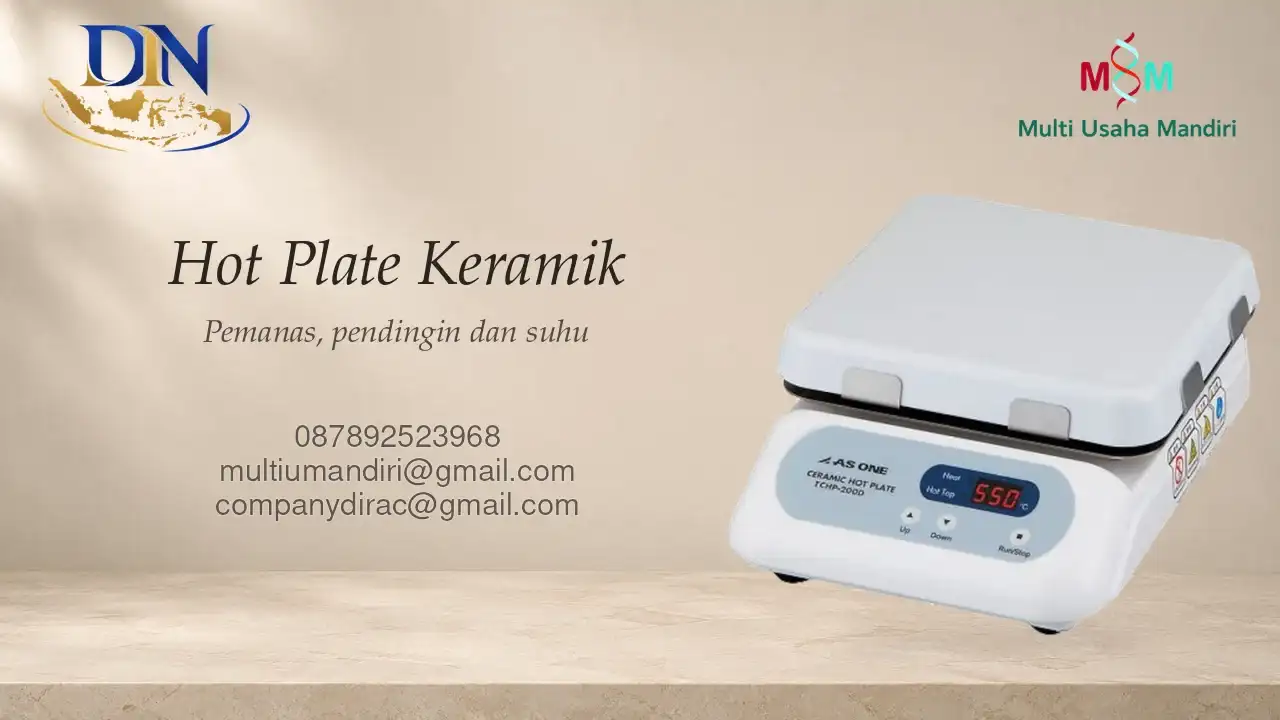 DIN
M M
Multi Usaha Mandiri
Hot Plate Keramik
Pemanas, pendingin dan suhu
087892523968
multiumandiri@gmail.com
companydirac@gmail.com
AS ONE
CERAMIC HOT PLATE
TCHP-200D
Heat
Hot Top
550 °C
Up
Down
Run/Stop